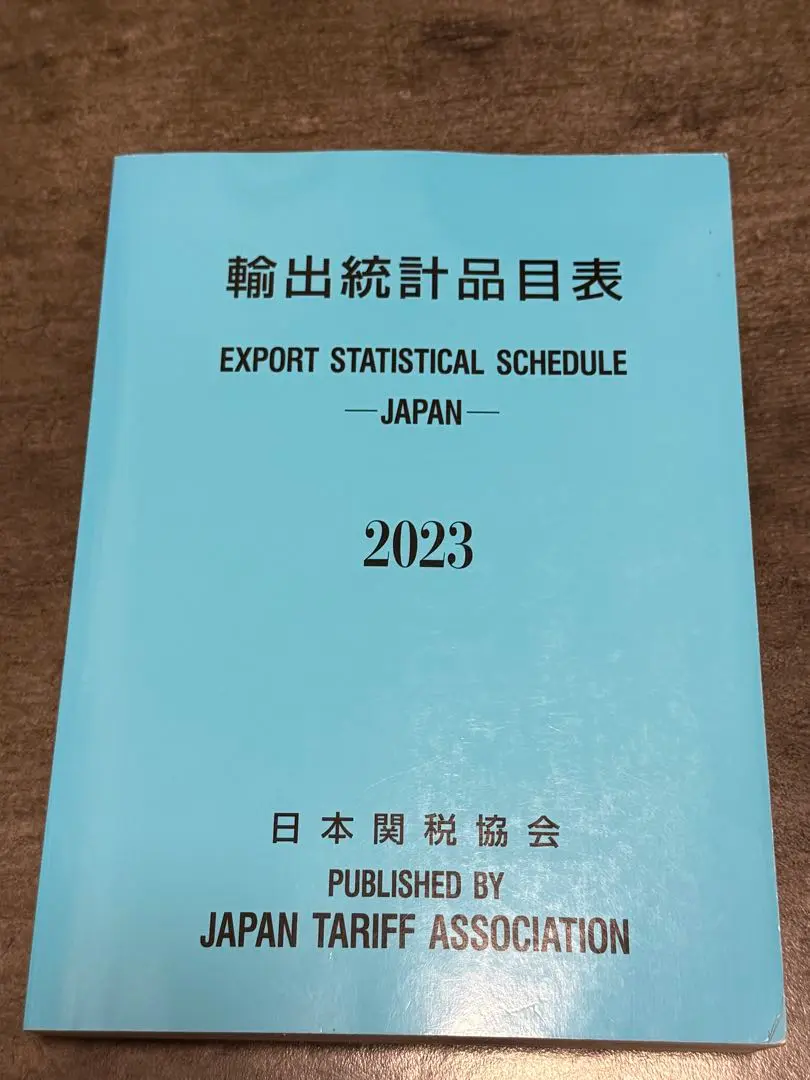 輸出統計品目表
EXPORT STATISTICAL SCHEDULE
—JAPAN—
2023
日本関税協会
PUBLISHED BY
JAPAN TARIFF ASSOCIATION